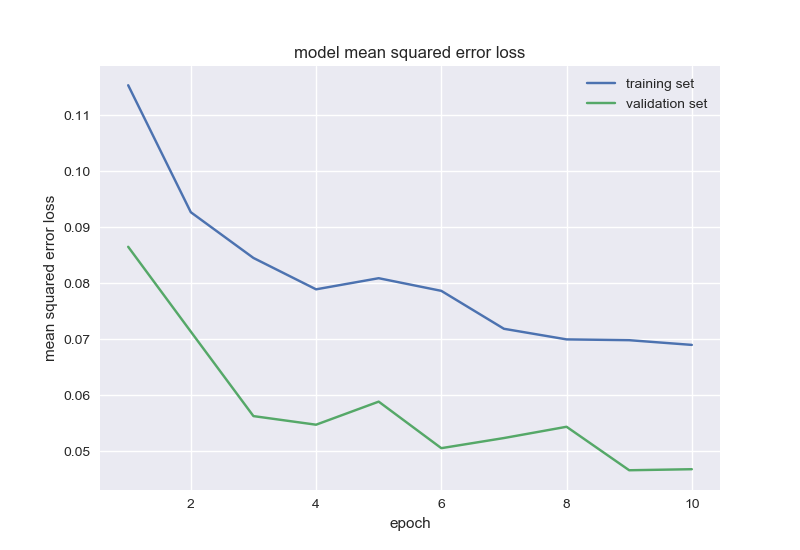 model mean squared error loss
training set
validation set
0.11
0.10
0.09
0.08
0.07
0.06
0.05
mean squared error loss
2 4 6 8 10
epoch